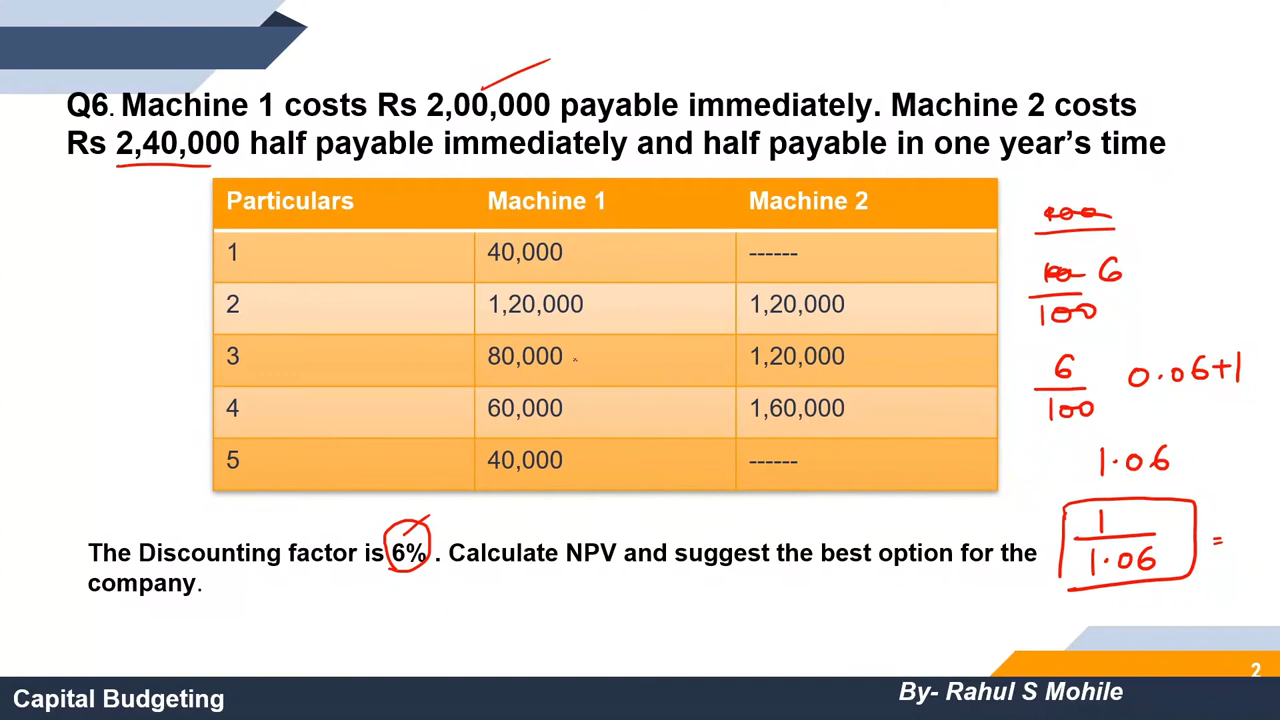 Q6. Machine 1 costs Rs 2,00,000 payable immediately. Machine 2 costs
Rs 2,40,000 half payable immediately and half payable in one year’s time
Particulars Machine 1 Machine 2
1 40,000 ------
2 1,20,000 1,20,000
3 80,000 1,20,000
4 60,000 1,60,000
5 40,000 ------
100
10 6
100
6
100
0.06+1
1.06
1
1.06
=
The Discounting factor is 6% . Calculate NPV and suggest the best option for the
company.
2
Capital Budgeting
By- Rahul S Mohile